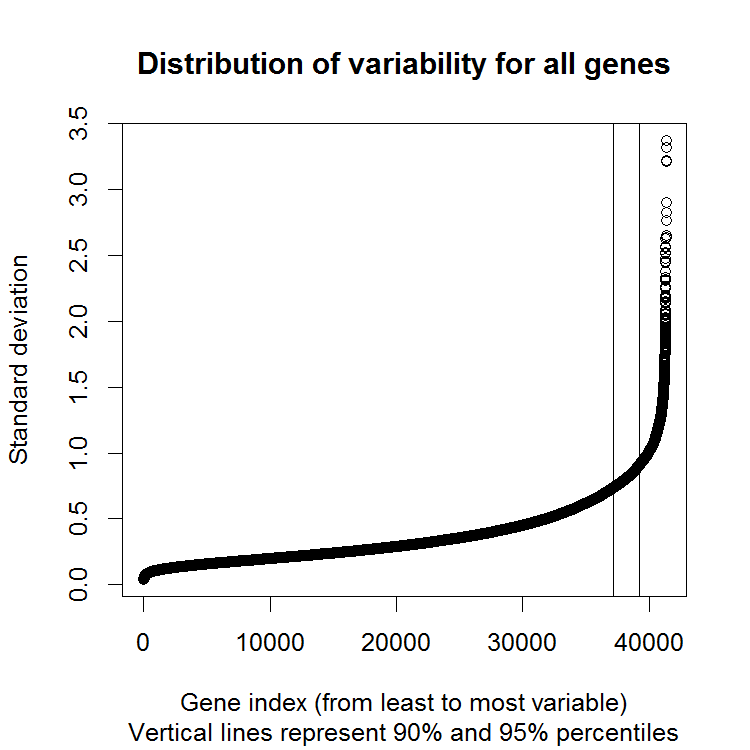 Distribution of variability for all genes
3.5
3.0
2.5
2.0
1.5
1.0
0.5
0.0
Standard deviation
0 10000 20000 30000 40000
Gene index (from least to most variable)
Vertical lines represent 90% and 95% percentiles